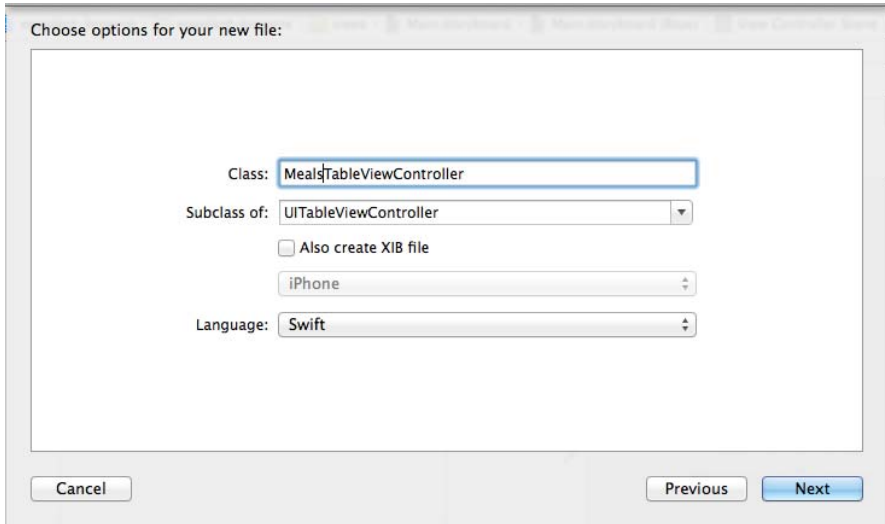 Choose options for your new file:
Class: MealsTableViewController
Subclass of: UITableViewController
Also create XIB file
iPhone
Language: Swift
Cancel Previous Next